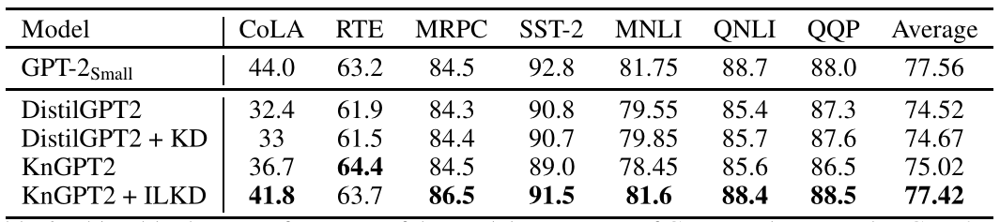 Model CoLA RTE MRPC SST-2 MNLI QNLI QQP Average
GPT-2Small 44.0 63.2 84.5 92.8 81.75 88.7 88.0 77.56
DistilGPT2 32.4 61.9 84.3 90.8 79.55 85.4 87.3 74.52
DistilGPT2 + KD 33 61.5 84.4 90.7 79.85 85.7 87.6 74.67
KnGPT2 36.7 64.4 84.5 89.0 78.45 85.6 86.5 75.02
KnGPT2 + ILKD 41.8 63.7 86.5 91.5 81.6 88.4 88.5 77.42